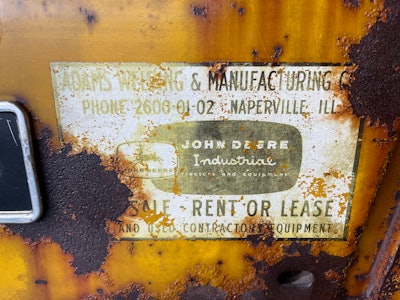 ADAMS WELDING & MANUFACTURING C
PHONE 2600-01-02 NAPERVILLE, ILL.
JOHN DEERE
Industrial
tractors and equipment
SALE - RENT OR LEASE
AND USED CONTRACTORS EQUIPMENT